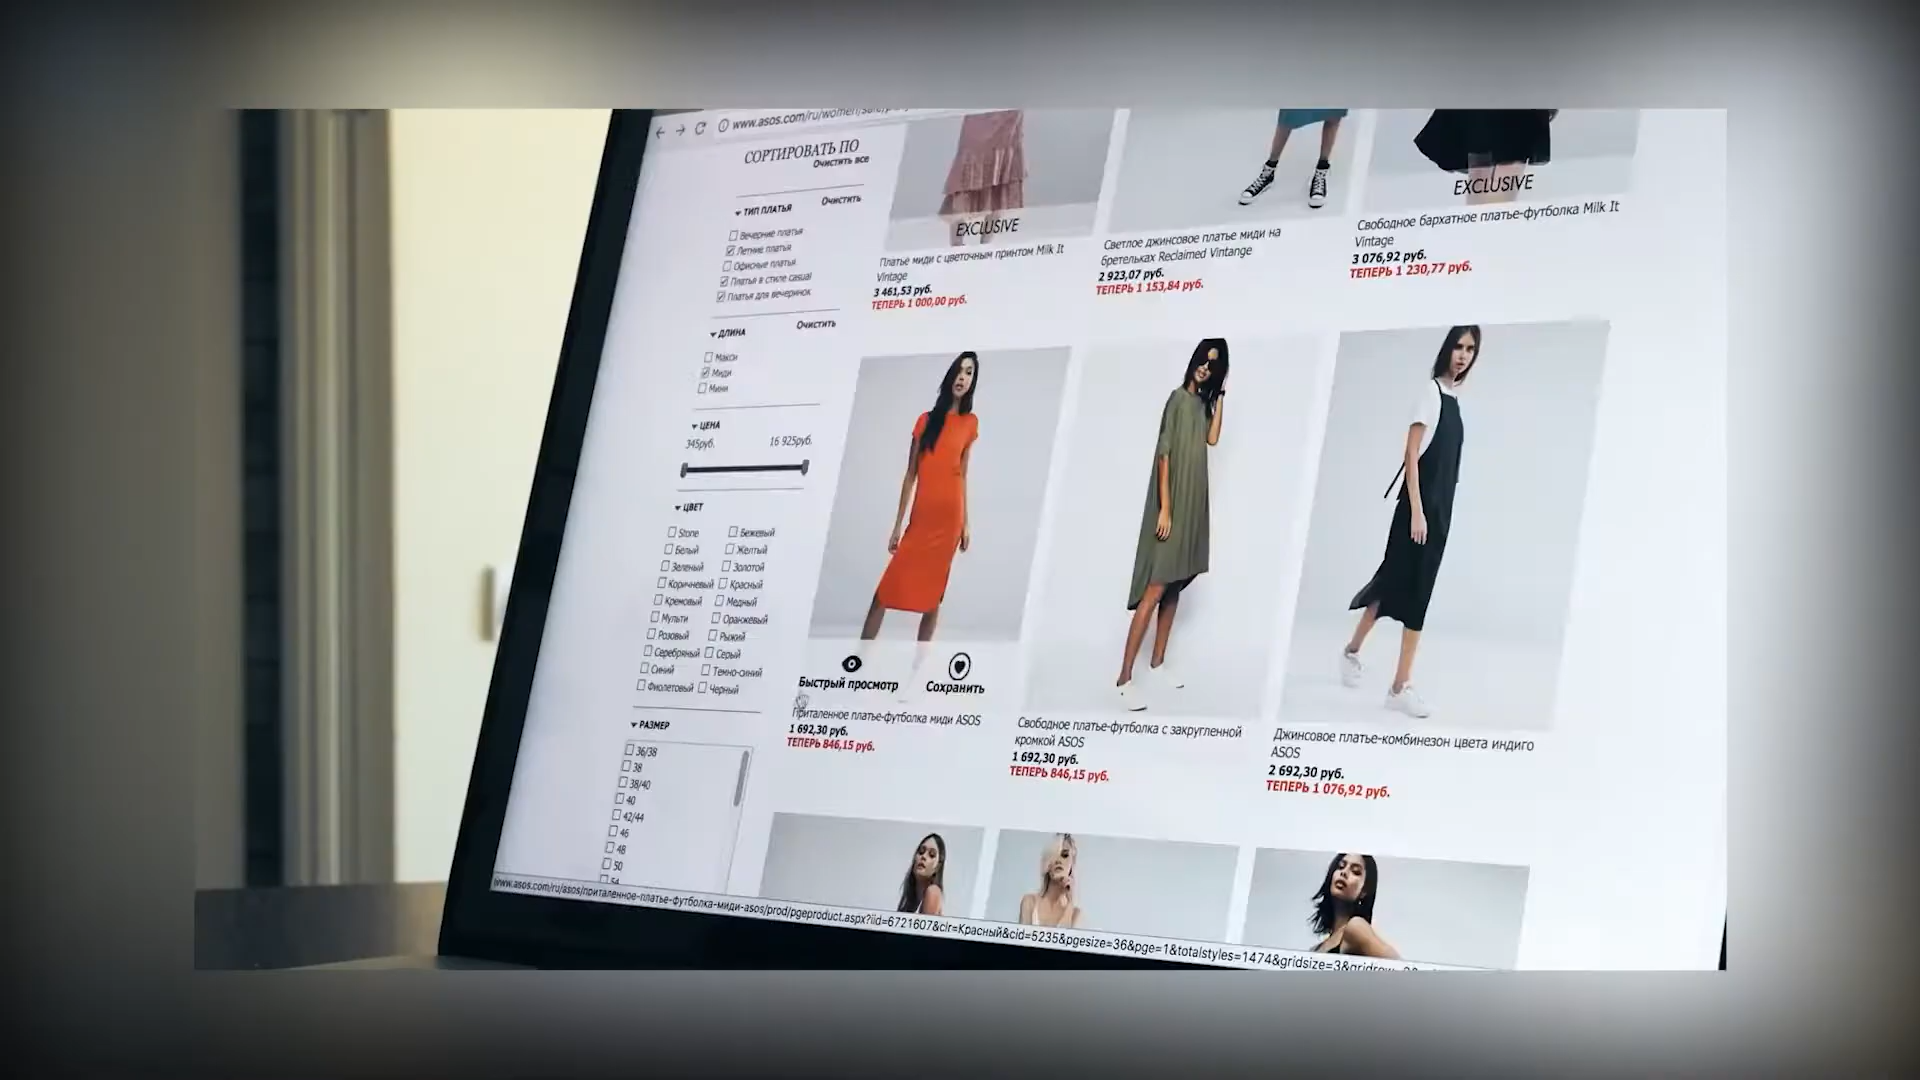 www.asos.com/ru/women/sale/
СОРТИРОВАТЬ ПО
Очистить все
ТИП ПЛАТЬЯ
Очистить
Вечерние платья
Летние платья
Офисные платья
Платья в стиле casual
Платья для вечеринок
ДЛИНА
Очистить
Макси
Миди
Мини
ЦЕНА
345руб.
16 925руб.
ЦВЕТ
Stone
Бежевый
Белый
Желтый
Зеленый
Золотой
Коричневый
Красный
Кремовый
Медный
Мульти
Оранжевый
Розовый
Рыжий
Серебряный
Серый
Синий
Темно-синий
Фиолетовый
Черный
РАЗМЕР
36/38
38
38/40
40
42/44
46
48
50
EXCLUSIVE
Платье миди с цветочным принтом Milk It
Vintage
3 461,53 руб.
ТЕПЕРЬ 1 000,00 руб.
Светлое джинсовое платье миди на
бретельках Reclaimed Vintange
2 923,07 руб.
ТЕПЕРЬ 1 153,84 руб.
EXCLUSIVE
Свободное бархатное платье-футболка Milk It
Vintage
3 076,92 руб.
ТЕПЕРЬ 1 230,77 руб.
Быстрый просмотр
Сохранить
Приталенное платье-футболка миди ASOS
1 692,30 руб.
ТЕПЕРЬ 846,15 руб.
Свободное платье-футболка с закругленной
кромкой ASOS
1 692,30 руб.
ТЕПЕРЬ 846,15 руб.
Джинсовое платье-комбинезон цвета индиго
ASOS
2 692,30 руб.
ТЕПЕРЬ 1 076,92 руб.
www.asos.com/ru/asos/приталенное-платье-футболка-миди-asos/prod/pgeproduct.aspx?iid=6721607&clr=Красный&cid=5235&pgesize=36&pge=1&totalstyles=1474&gridsize=3&gridrow=